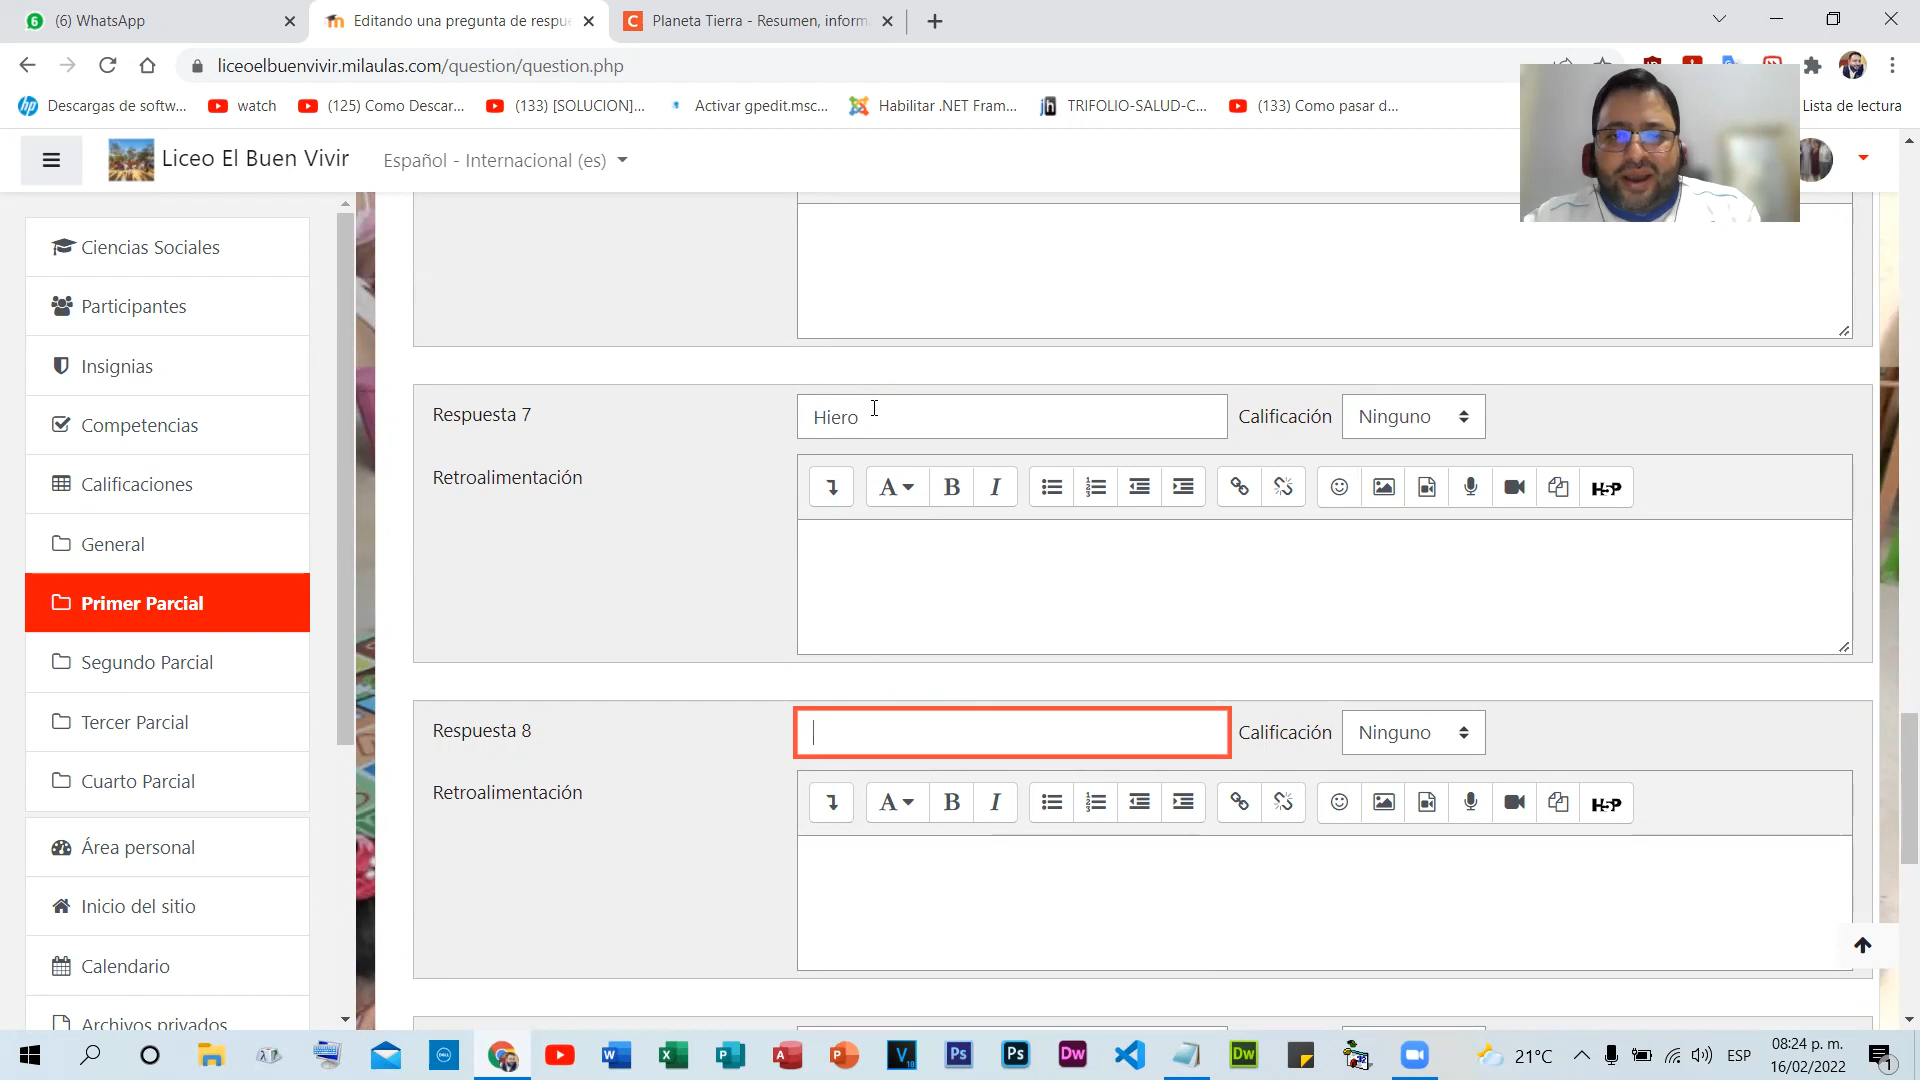 (6) WhatsApp
Editando una pregunta de respu
Planeta Tierra - Resumen, inform
liceoelbuenvivir.milaulas.com/question/question.php
Descargas de softw...
watch
(125) Como Descar...
(133) [SOLUCION]...
Activar gpedit.msc...
Habilitar .NET Fram...
TRIFOLIO-SALUD-C...
(133) Como pasar d...
Lista de lectura
Liceo El Buen Vivir
Español - Internacional (es)
Ciencias Sociales
Participantes
Insignias
Competencias
Calificaciones
General
Primer Parcial
Segundo Parcial
Tercer Parcial
Cuarto Parcial
Área personal
Inicio del sitio
Calendario
Archivos privados
Respuesta 7
Hiero
Calificación
Ninguno
Retroalimentación
A
B
I
H5P
Respuesta 8
Calificación
Ninguno
Retroalimentación
A
B
I
H5P
21°C
ESP
08:24 p. m.
16/02/2022
1